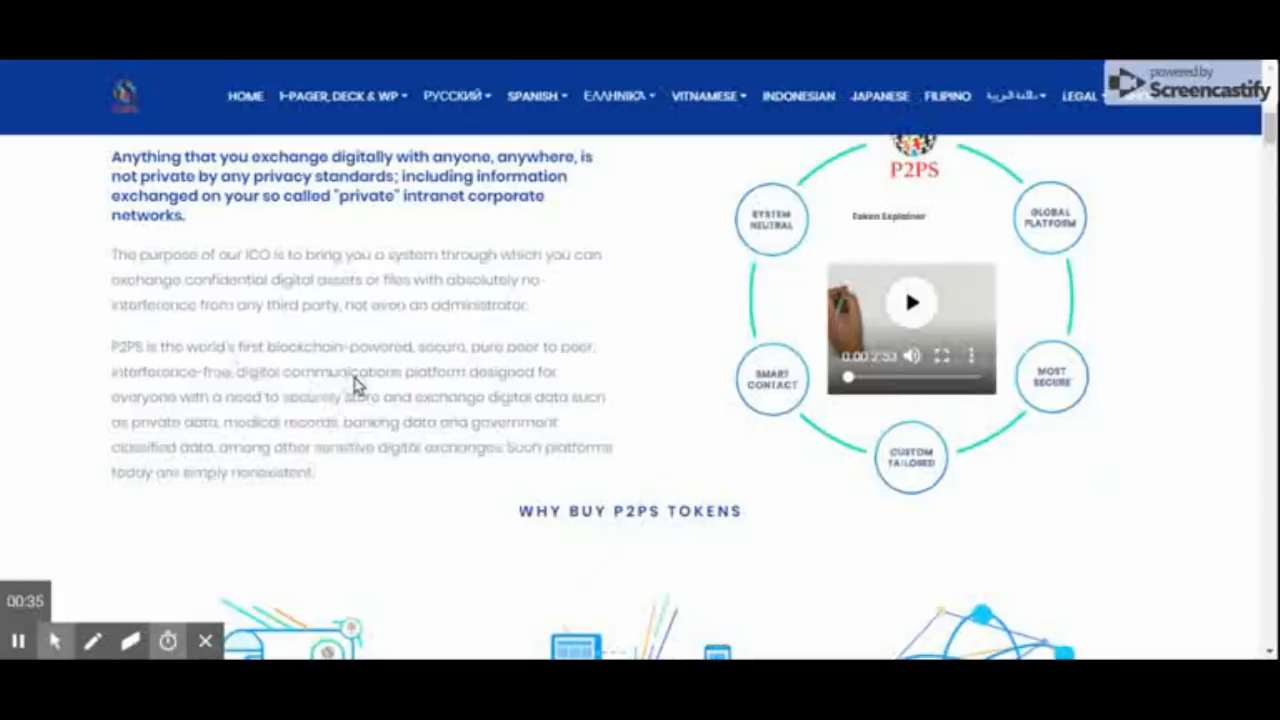 powered by
Screencastify
HOME 1-PAGER, DECK & WP РУССКИЙ SPANISH ΕΛΛΗΝΙΚΆ VITNAMESE INDONESIAN JAPANESE FILIPINO LEGAL
P2PS
Anything that you exchange digitally with anyone, anywhere, is
not private by any privacy standards; including information
exchanged on your so called "private" intranet corporate
networks.
The purpose of our ICO is to bring you a system through which you can
exchange confidential digital assets or files with absolutely no
interference from any third party, not even an administrator.
P2PS is the world's first blockchain-powered, secure, pure peer to peer,
interference-free, digital communications platform designed for
everyone with a need to securely store and exchange digital data such
as private data, medical records, banking data and government
classified data, among other sensitive digital exchanges. Such platforms
today are simply nonexistent.
P2PS
SYSTEM
NEUTRAL
Token Explainer
GLOBAL
PLATFORM
0:00 2:53
SMART
CONTACT
MOST
SECURE
CUSTOM
TAILORED
WHY BUY P2PS TOKENS
00:35